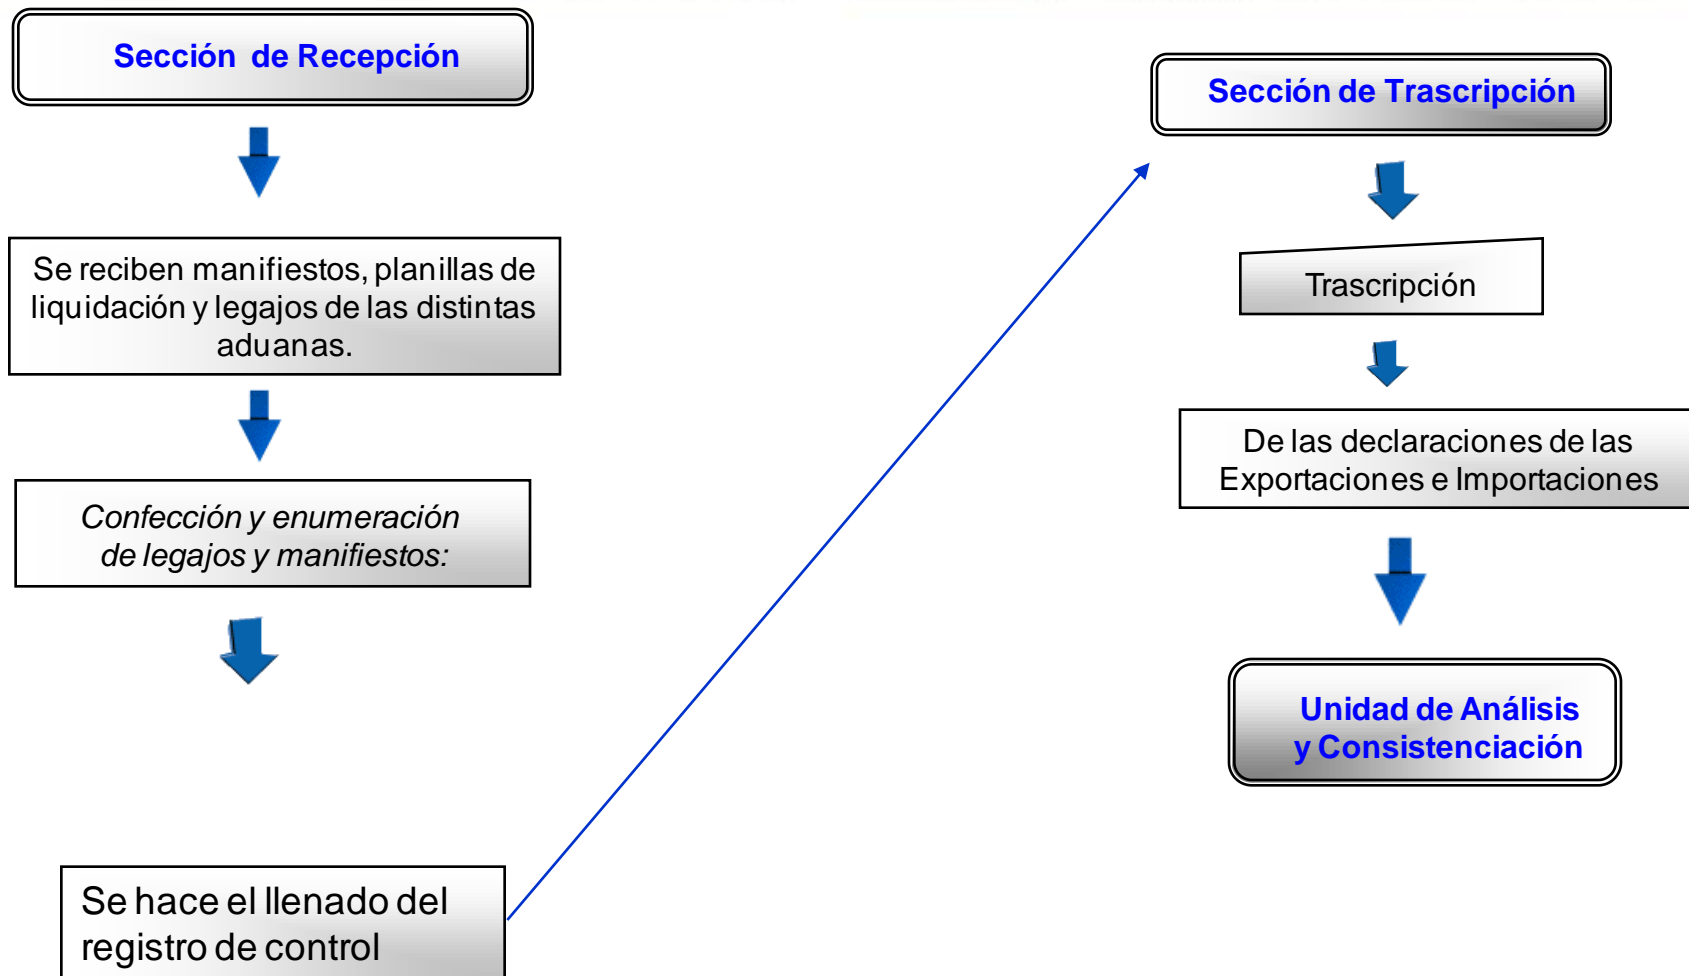 Sección de Recepción
Se reciben manifiestos, planillas de
liquidación y legajos de las distintas
aduanas.
Confección y enumeración
de legajos y manifiestos:
Se hace el llenado del
registro de control
Sección de Trascripción
Trascripción
De las declaraciones de las
Exportaciones e Importaciones
Unidad de Análisis
y Consistenciación